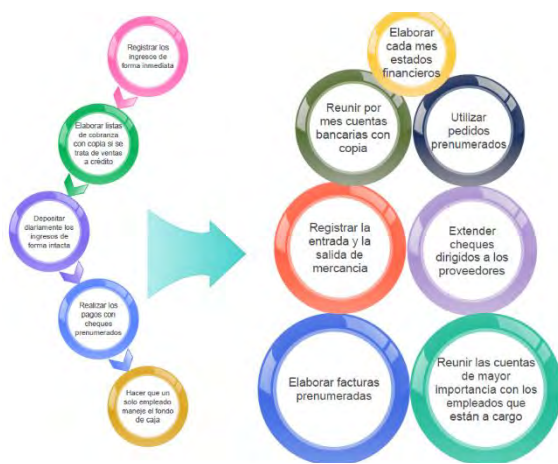 Registrar los
ingresos de
forma inmediata
Elaborar listas
de cobranza
con copia si se
trata de ventas
a crédito
Depositar
diariamente los
ingresos de
forma intacta
Realizar los
pagos con
cheques
prenumerados
Hacer que un
solo empleado
maneje el fondo
de caja
Elaborar
cada mes
estados
financieros
Reunir por
mes cuentas
bancarias con
copia
Utilizar
pedidos
prenumerados
Registrar la
entrada y la
salida de
mercancía
Extender
cheques
dirigidos a los
proveedores
Elaborar facturas
prenumeradas
Reunir las cuentas
de mayor
importancia con los
empleados que
están a cargo